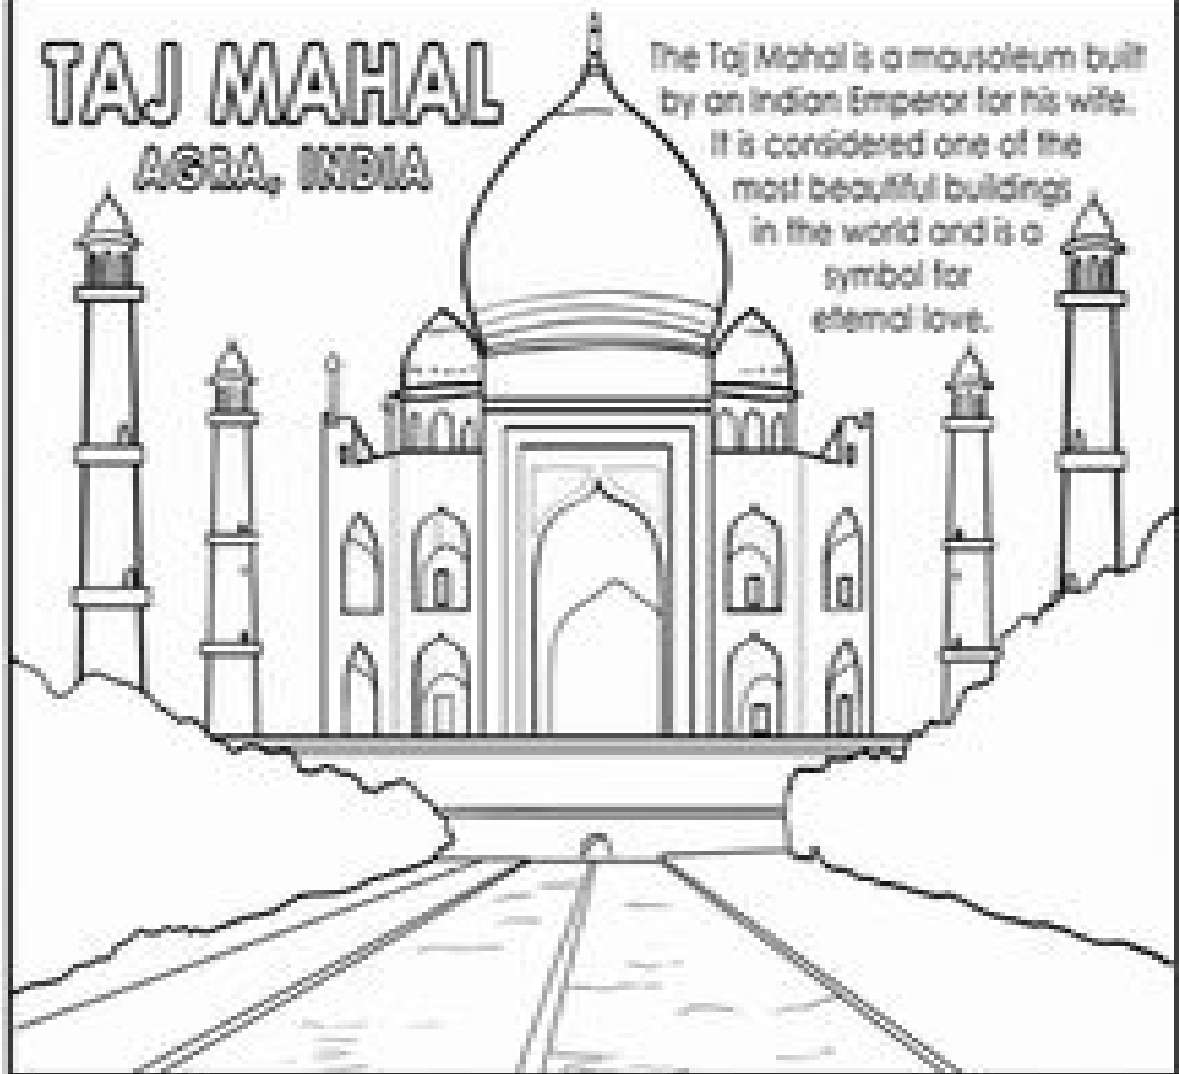 TAJ MAHAL
AGRA, INDIA
The Taj Mahal is a mausoleum built
by an Indian Emperor for his wife.
It is considered one of the
most beautiful buildings
in the world and is a
symbol for
eternal love.